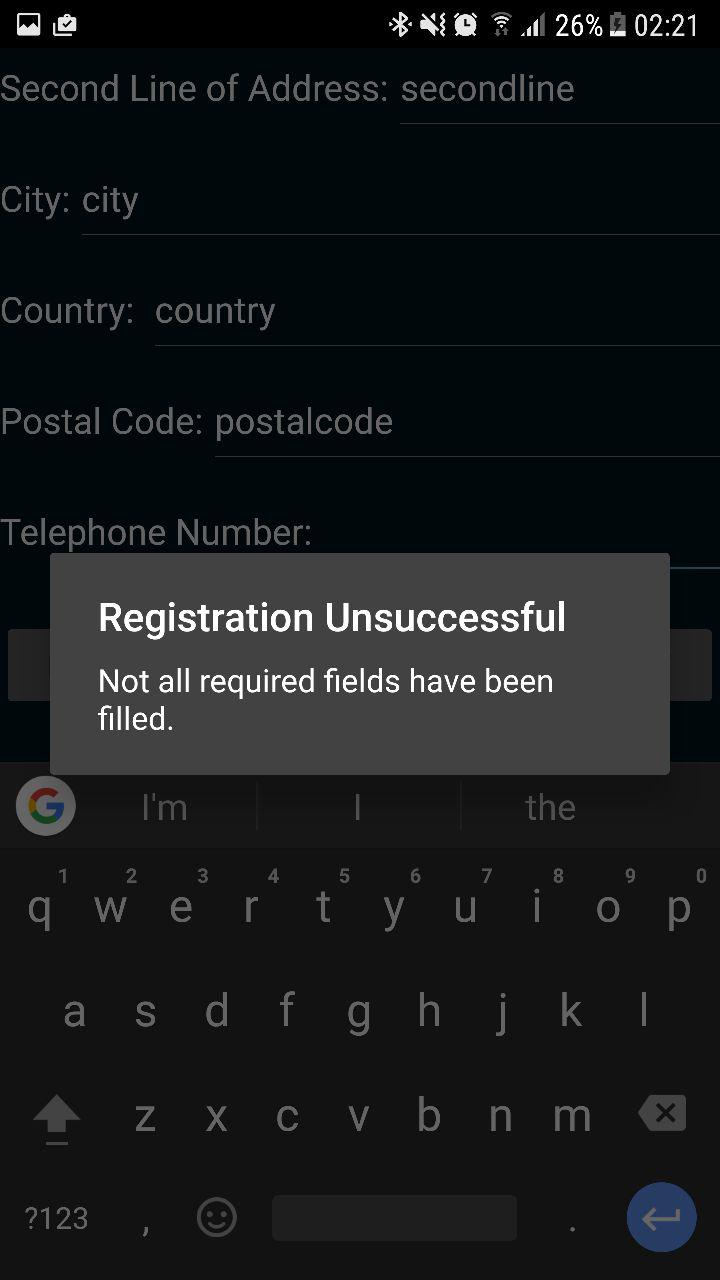 26% 02:21
Second Line of Address: secondline
City: city
Country: country
Postal Code: postalcode
Telephone Number:
Registration Unsuccessful
Not all required fields have been
filled.
I'm I the
1 2 3 4 5 6 7 8 9 0
q w e r t y u i o p
a s d f g h j k l
z x c v b n m
?123 , .